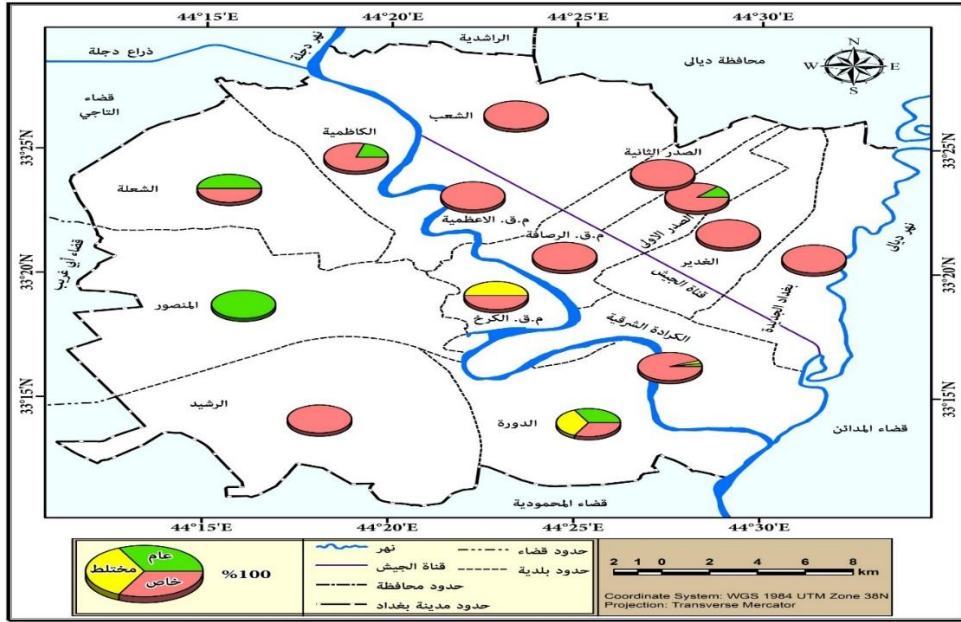 44°15'E 44°20'E 44°25'E 44°30'E
ذراع دجلة
نهر دجلة
الراشدية
محافظة ديالى
N
W E
S
قضاء
التاجي
33°25'N
33°25'N
الشعب
الكاظمية
الصدر الثانية
الشعلة
م.ق. الاعظمية
م.ق. الرصافة
الصدر الاولى
الغدير
نهر ديالى
قضاء أبي غريب
33°20'N
33°20'N
المنصور
م.ق. الكرخ
قناة الجيش
بغداد الجديدة
الكرادة الشرقية
33°15'N
33°15'N
الرشيد
الدورة
قضاء المدائن
قضاء المحمودية
44°15'E 44°20'E 44°25'E 44°30'E
عام
مختلط
خاص
%100
نهر
قناة الجيش
حدود محافظة
حدود مدينة بغداد
حدود قضاء
حدود بلدية
2 1 0 2 4 6 8
km
Coordinate System: WGS 1984 UTM Zone 38N
Projection: Transverse Mercator